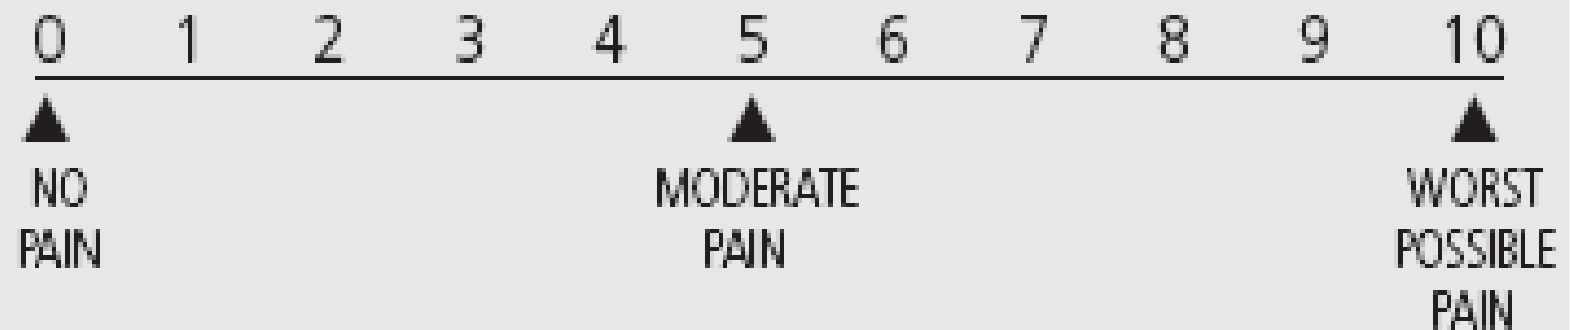 0 1 2 3 4 5 6 7 8 9 10
NO MODERATE WORST
PAIN PAIN POSSIBLE
PAIN